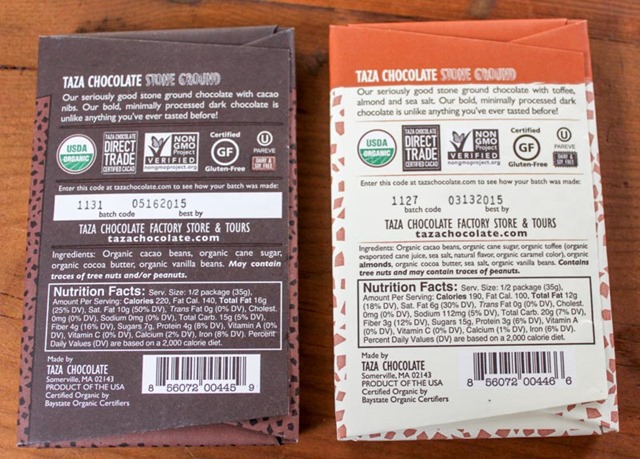 TAZA CHOCOLATE STONE GROUND
Our seriously good stone ground chocolate with cacao
nibs. Our bold, minimally processed dark chocolate is
unlike anything you've ever tasted before!
USDA
ORGANIC
TAZA CHOCOLATE
DIRECT
TRADE
CERTIFIED CACAO
NON
GMO
Project
VERIFIED
nongmoproject.org
Certified
GF
Gluten-Free
U
PAREVE
DAIRY &
SOY FREE
Enter this code at tazachocolate.com to see how your batch was made:
1131 05162015
batch code best by
TAZA CHOCOLATE FACTORY STORE & TOURS
tazachocolate.com
Ingredients: Organic cacao beans, organic cane sugar,
organic cocoa butter, organic vanilla beans. May contain
traces of tree nuts and/or peanuts.
Nutrition Facts: Serv. Size: 1/2 package (35g),
Amount Per Serving: Calories 220, Fat Cal. 140, Total Fat 16g
(25% DV), Sat. Fat 10g (50% DV), Trans Fat 0g (0% DV), Cholest.
0mg (0% DV), Sodium 0mg (0% DV), Total Carb. 15g (5% DV),
Fiber 4g (16% DV), Sugars 7g, Protein 4g (8% DV), Vitamin A (0%
DV), Vitamin C (0% DV), Calcium (2% DV), Iron (8% DV). Percent
Daily Values (DV) are based on a 2,000 calorie diet.
Made by
TAZA CHOCOLATE
Somerville, MA 02143
PRODUCT OF THE USA
Certified Organic by
Baystate Organic Certifiers
8 56072 00445 9
TAZA CHOCOLATE STONE GROUND
Our seriously good stone ground chocolate with toffee,
almond and sea salt. Our bold, minimally processed dark
chocolate is unlike anything you've ever tasted before!
USDA
ORGANIC
TAZA CHOCOLATE
DIRECT
TRADE
CERTIFIED CACAO
NON
GMO
Project
VERIFIED
nongmoproject.org
Certified
GF
Gluten-Free
U
PAREVE
DAIRY &
SOY FREE
Enter this code at tazachocolate.com to see how your batch was made:
1127 03132015
batch code best by
TAZA CHOCOLATE FACTORY STORE & TOURS
tazachocolate.com
Ingredients: Organic cacao beans, organic cane sugar, organic toffee (organic
evaporated cane juice, sea salt, natural flavor, organic caramel color), organic
almonds, organic cocoa butter, sea salt, organic vanilla beans. Contains
tree nuts and may contain traces of peanuts.
Nutrition Facts: Serv. Size: 1/2 package (35g),
Amount Per Serving: Calories 190, Fat Cal. 100, Total Fat 12g
(18% DV), Sat. Fat 6g (30% DV), Trans Fat 0g (0% DV), Cholest.
0mg (0% DV), Sodium 112mg (5% DV), Total Carb. 20g (7% DV),
Fiber 3g (12% DV), Sugars 15g, Protein 3g (6% DV), Vitamin A
(0% DV), Vitamin C (0% DV), Calcium (1% DV), Iron (6% DV).
Percent Daily Values (DV) are based on a 2,000 calorie diet.
Made by
TAZA CHOCOLATE
Somerville, MA 02143
PRODUCT OF THE USA
Certified Organic by
Baystate Organic Certifiers
8 56072 00446 6